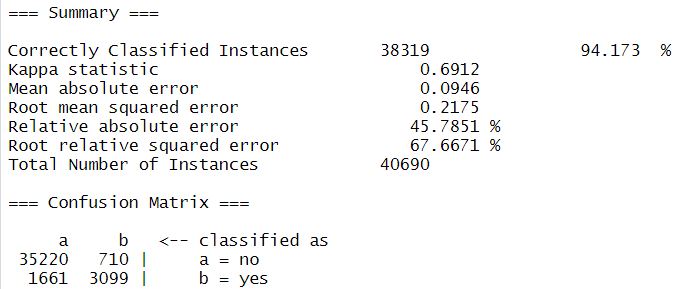 === Summary ===
Correctly Classified Instances 38319 94.173 %
Kappa statistic 0.6912
Mean absolute error 0.0946
Root mean squared error 0.2175
Relative absolute error 45.7851 %
Root relative squared error 67.6671 %
Total Number of Instances 40690
=== Confusion Matrix ===
a b <-- classified as
35220 710 | a = no
1661 3099 | b = yes